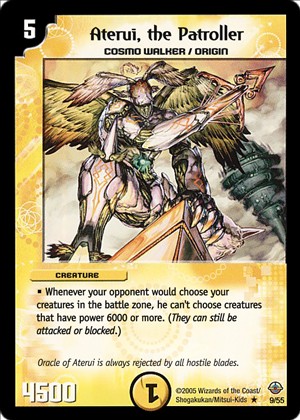 5
Aterui, the Patroller
COSMO WALKER / ORIGIN
CREATURE
▪ Whenever your opponent would choose your
creatures in the battle zone, he can't choose creatures
that have power 6000 or more. (They can still be
attacked or blocked.)
Oracle of Aterui is always rejected by all hostile blades.
4500
1
©2005 Wizards of the Coast/
Shogakukan/Mitsui-Kids ★ 9/55